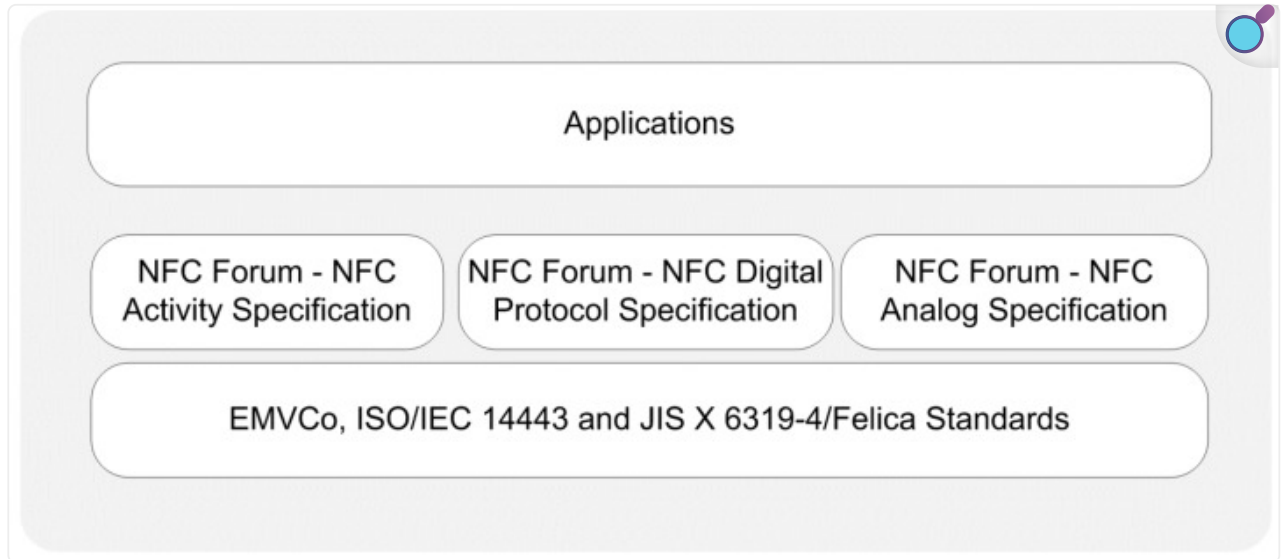 Applications
NFC Forum - NFC
Activity Specification
NFC Forum - NFC Digital
Protocol Specification
NFC Forum - NFC
Analog Specification
EMVCo, ISO/IEC 14443 and JIS X 6319-4/Felica Standards